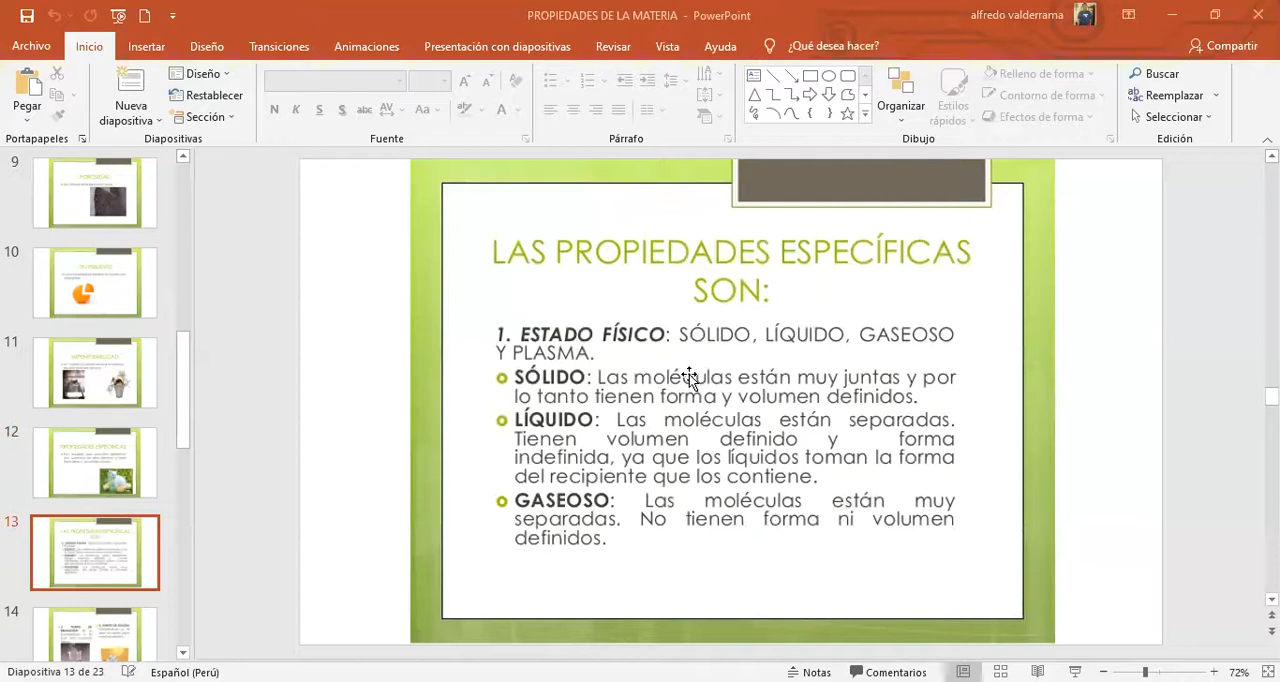 PROPIEDADES DE LA MATERIA - PowerPoint
alfredo valderrama
Archivo Inicio Insertar Diseño Transiciones Animaciones Presentación con diapositivas Revisar Vista Ayuda ¿Qué desea hacer? Compartir
Pegar
Nueva diapositiva
Diseño
Restablecer
Sección
N K S S abc AV Aa A
Organizar
Estilos rápidos
Relleno de forma
Contorno de forma
Efectos de forma
Buscar
Reemplazar
Seleccionar
Portapapeles Diapositivas Fuente Párrafo Dibujo Edición
9
10
11
12
13
14
LAS PROPIEDADES ESPECÍFICAS
SON:
1. ESTADO FÍSICO: SÓLIDO, LÍQUIDO, GASEOSO
Y PLASMA.
SÓLIDO: Las moléculas están muy juntas y por
lo tanto tienen forma y volumen definidos.
LÍQUIDO: Las moléculas están separadas.
Tienen volumen definido y forma
indefinida, ya que los líquidos toman la forma
del recipiente que los contiene.
GASEOSO: Las moléculas están muy
separadas. No tienen forma ni volumen
definidos.
Diapositiva 13 de 23 Español (Perú) Notas Comentarios 72%